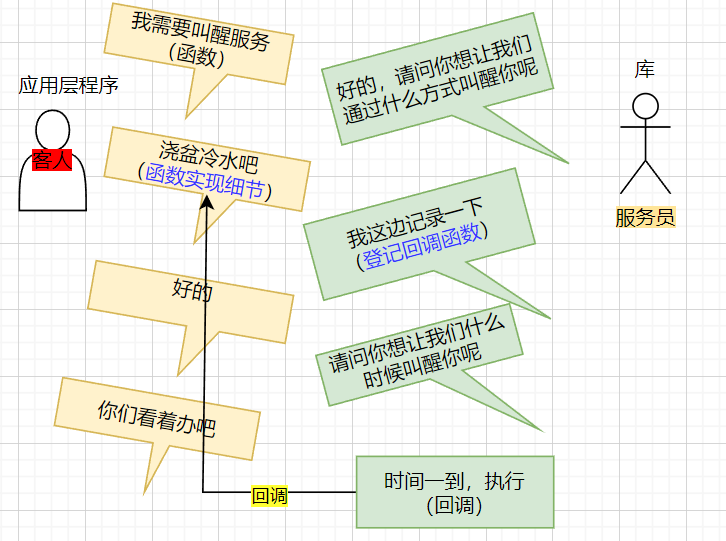 我需要叫醒服务
（函数）
好的，请问你想让我们
通过什么方式叫醒你呢
应用层程序
库
客人
浇盆冷水吧
（函数实现细节）
我这边记录一下
（登记回调函数）
服务员
好的
请问你想让我们什么
时候叫醒你呢
你们看着办吧
时间一到，执行
（回调）
回调